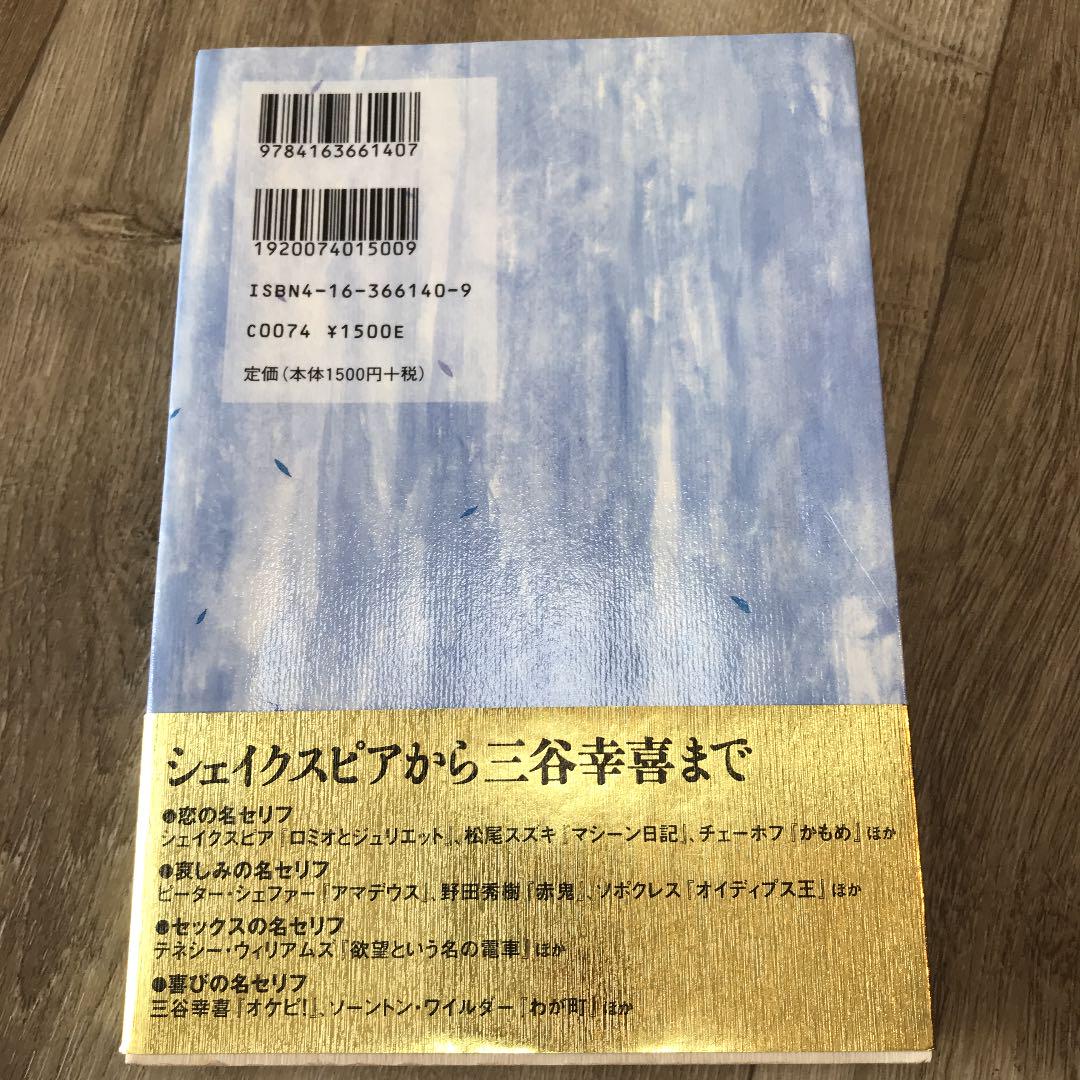 9784163661407
1920074015009
ISBN4-16-366140-9
C0074 ¥1500E
定価(本体1500円+税)
シェイクスピアから三谷幸喜まで
●恋の名セリフ
シェイクスピア『ロミオとジュリエット』、松尾スズキ『マシーン日記』、チェーホフ『かもめ』ほか
●哀しみの名セリフ
ピーター・シェファー『アマデウス』、野田秀樹『赤鬼』、ソポクレス『オイディプス王』ほか
●セックスの名セリフ
テネシー・ウィリアムズ『欲望という名の電車』ほか
●喜びの名セリフ
三谷幸喜『オケピ!』、ソーントン・ワイルダー『わが町』ほか